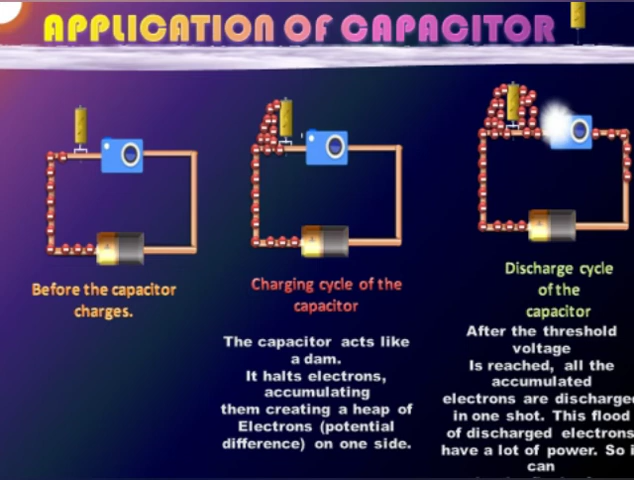 APPLICATION OF CAPACITOR
Before the capacitor
charges.
Charging cycle of the
capacitor
The capacitor acts like
a dam.
It halts electrons,
accumulating
them creating a heap of
Electrons (potential
difference) on one side.
Discharge cycle
of the
capacitor
After the threshold
voltage
Is reached, all the
accumulated
electrons are discharged
in one shot. This flood
of discharged electrons
have a lot of power. So
can